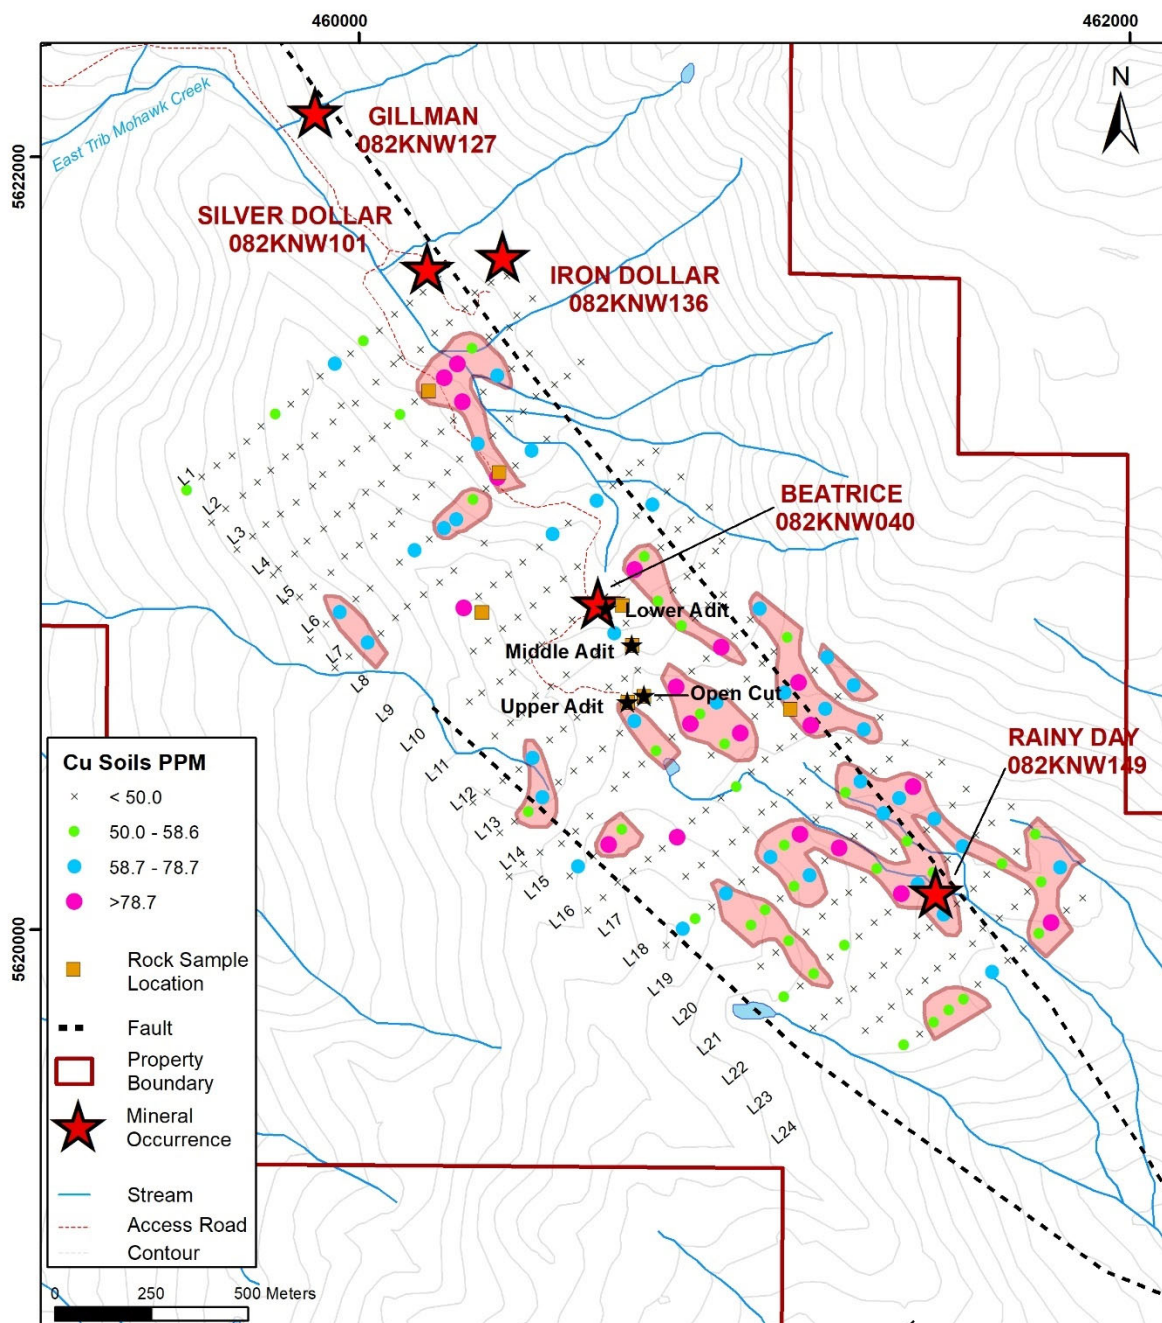 460000
462000
N
5622000
5620000
East Trib Mohawk Creek
GILLMAN
082KNW127
SILVER DOLLAR
082KNW101
IRON DOLLAR
082KNW136
BEATRICE
082KNW040
Lower Adit
Middle Adit
Open Cut
Upper Adit
RAINY DAY
082KNW149
L1
L2
L3
L4
L5
L6
L7
L8
L9
L10
L11
L12
L13
L14
L15
L16
L17
L18
L19
L20
L21
L22
L23
L24
Cu Soils PPM
< 50.0
50.0 - 58.6
58.7 - 78.7
>78.7
Rock Sample
Location
Fault
Property
Boundary
Mineral
Occurrence
Stream
Access Road
Contour
0 250 500 Meters